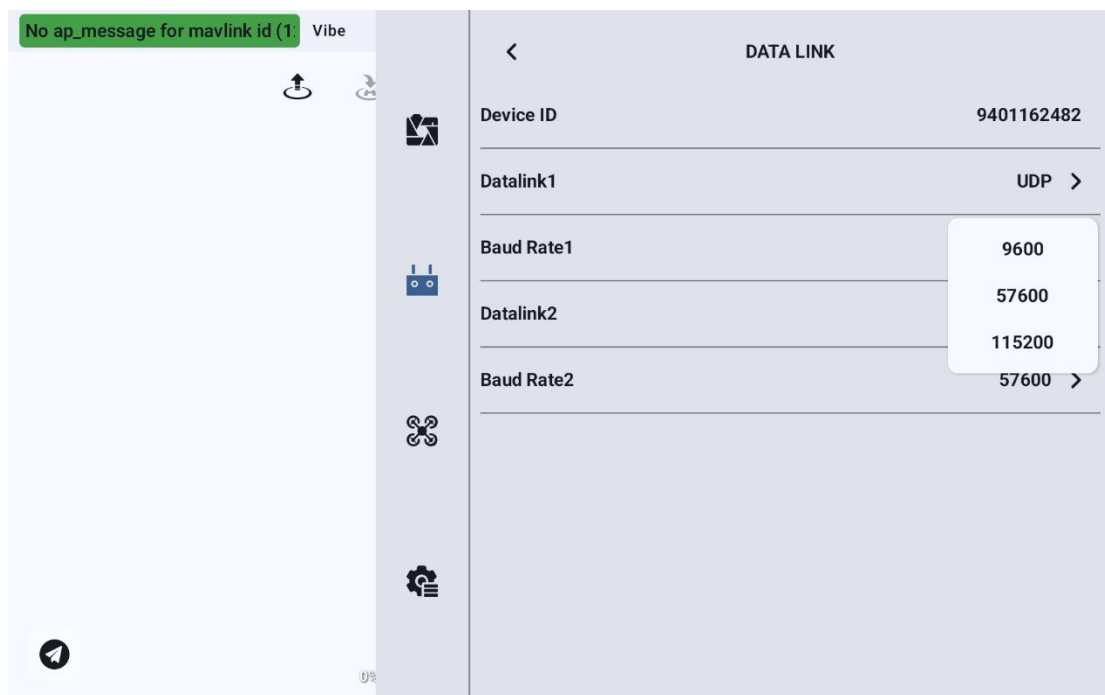 No ap_message for mavlink id (1
Vibe
DATA LINK
Device ID 9401162482
Datalink1 UDP
Baud Rate1
9600
57600
Datalink2
115200
Baud Rate2 57600
0%